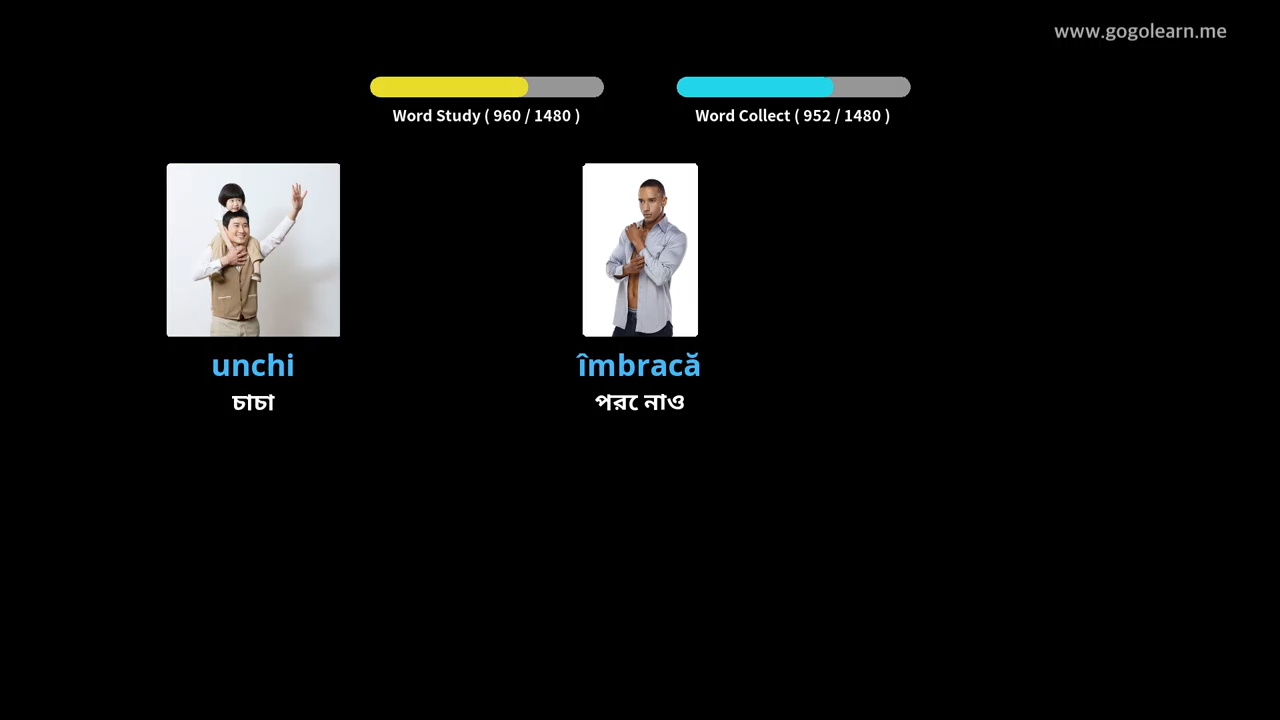 www.gogolearn.me
Word Study ( 960 / 1480 )
Word Collect ( 952 / 1480 )
unchi
îmbracă
চাচা
পরে নাও